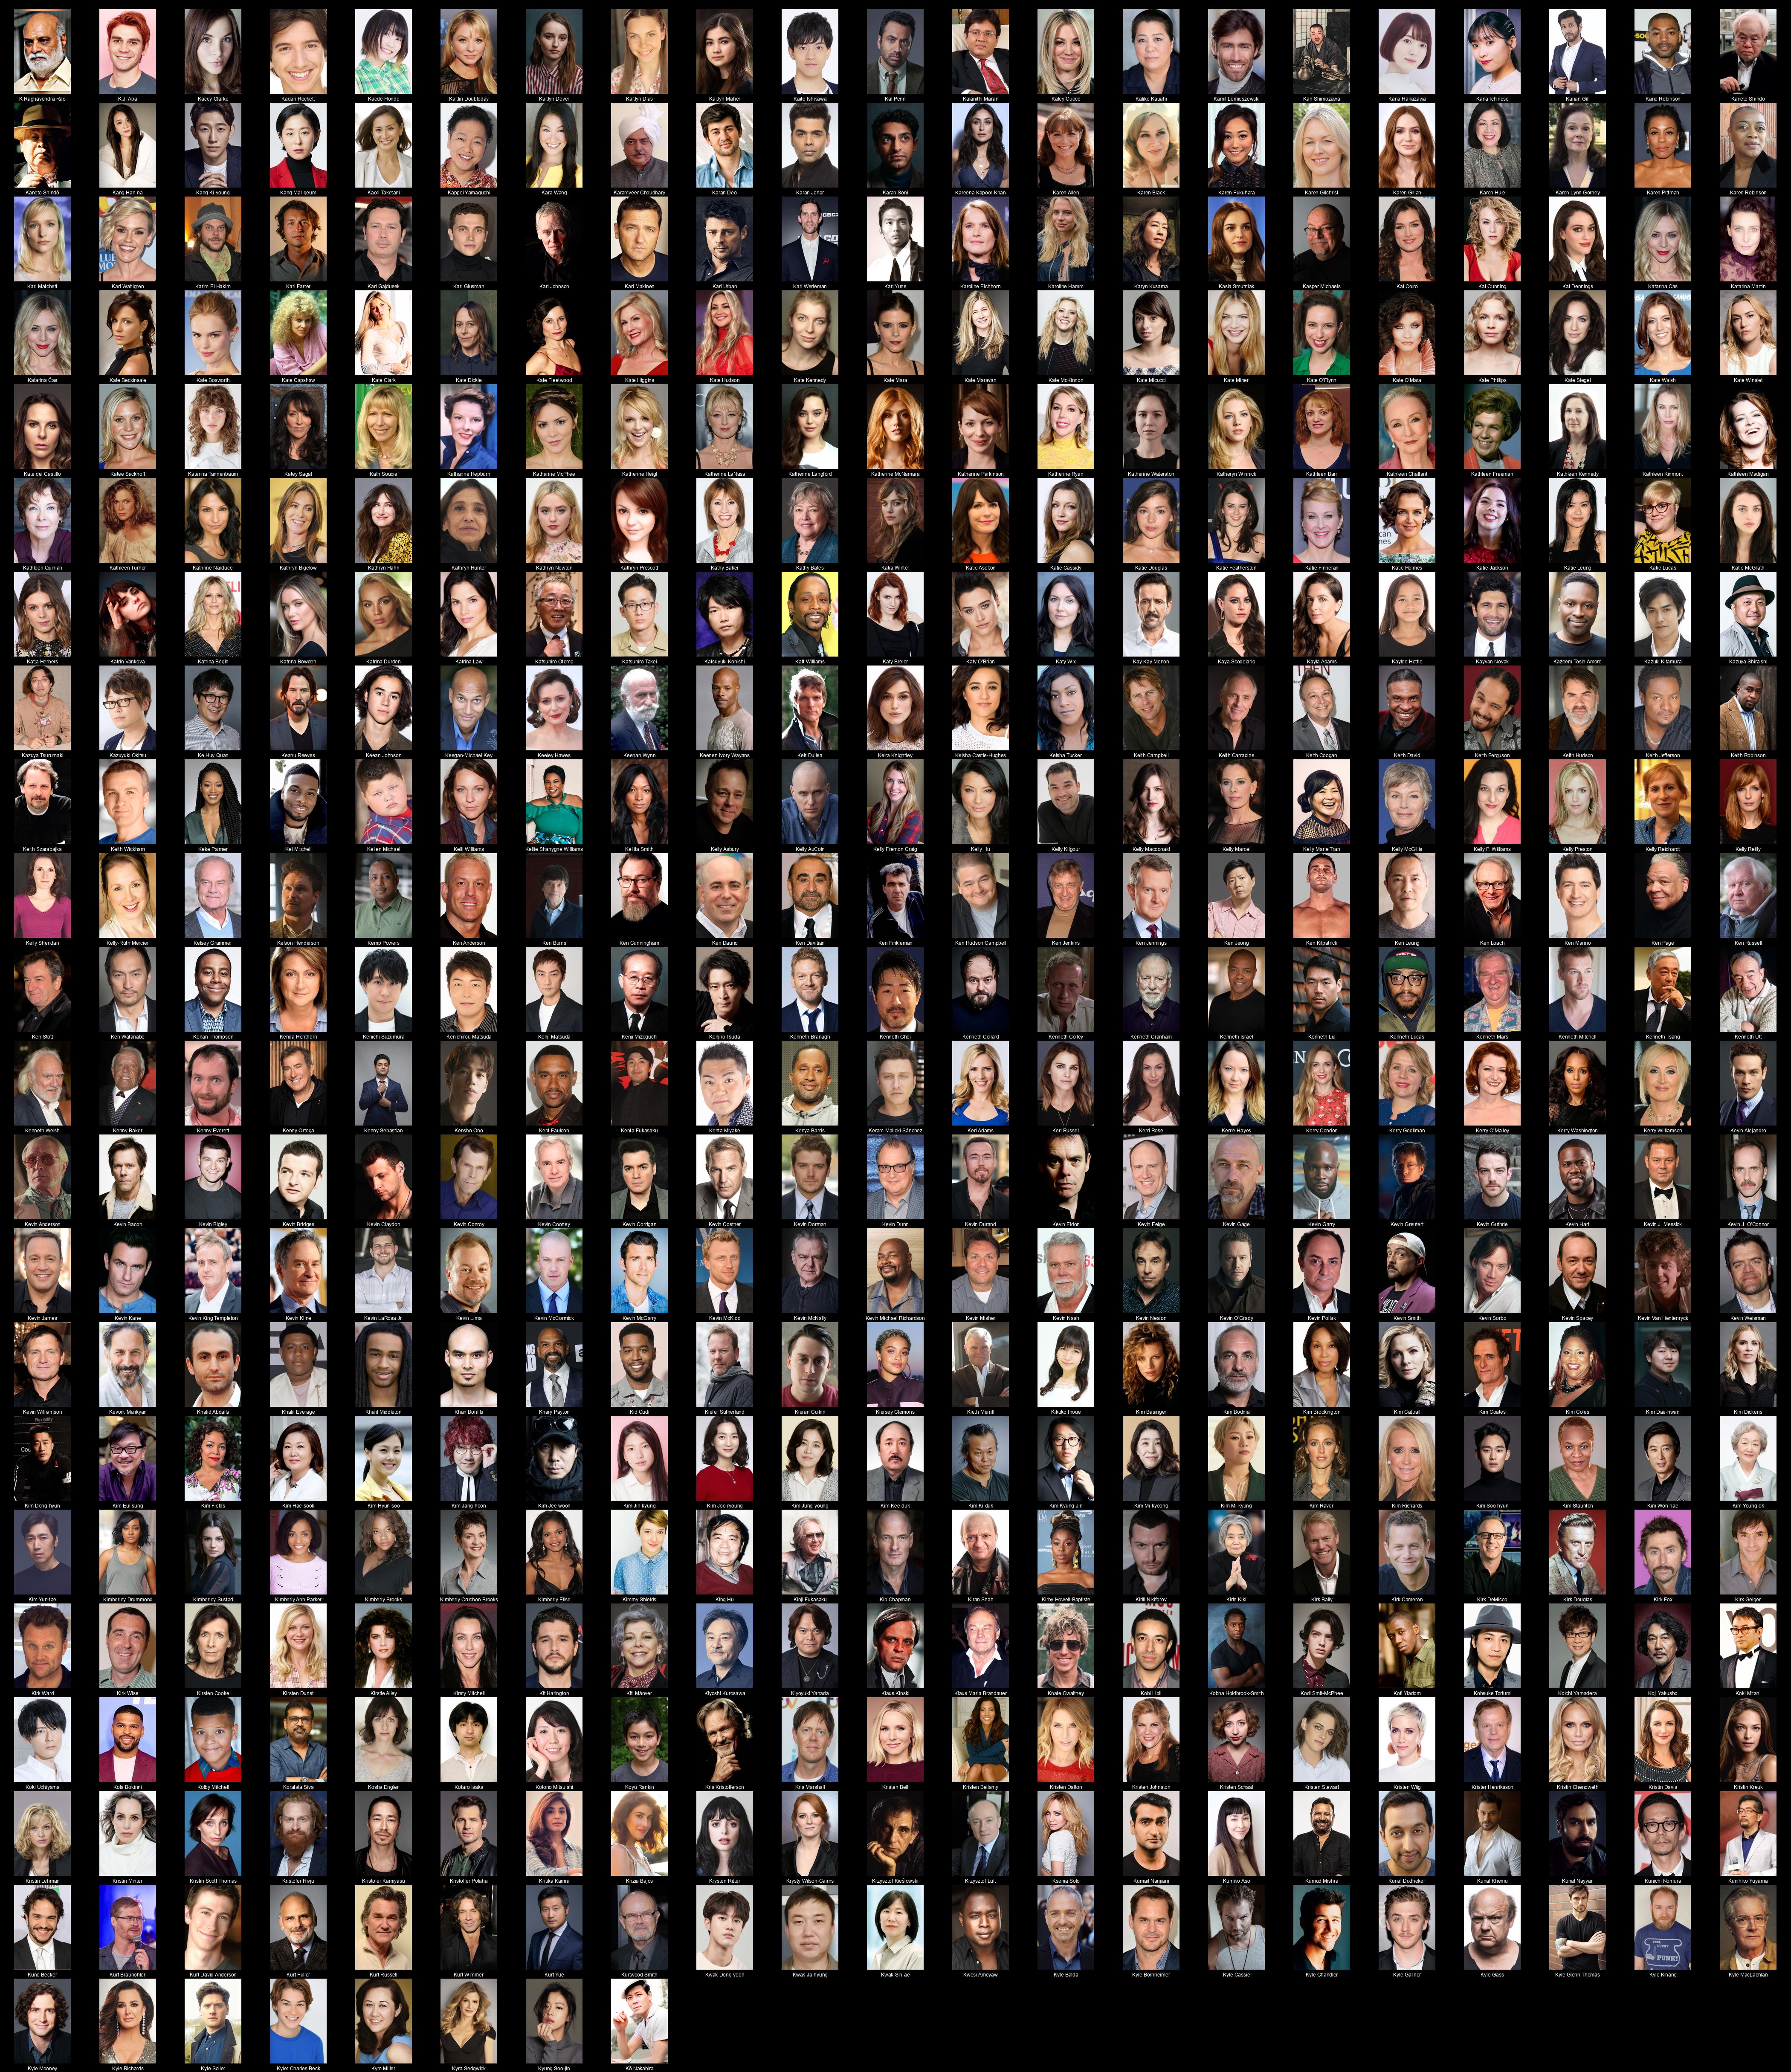 K Raghavendra Rao
K.J. Apa
Kacey Clarke
Kadan Rockett
Kaede Hondo
Kaitlin Doubleday
Kaitlyn Dever
Kaitlyn Dias
Kaitlyn Maher
Kaito Ishikawa
Kal Penn
Kalanithi Maran
Kaley Cuoco
Kaliko Kauahi
Kamil Lemieszewski
Kan Shimozawa
Kana Hanazawa
Kana Ichinose
Kanan Gill
Kane Robinson
Kaneto Shindo
Kaneto Shindô
Kang Han-na
Kang Ki-young
Kang Mal-geum
Kaori Taketani
Kappei Yamaguchi
Kara Wang
Karamveer Choudhary
Karan Deol
Karan Johar
Karan Soni
Kareena Kapoor Khan
Karen Allen
Karen Black
Karen Fukuhara
Karen Gilchrist
Karen Gillan
Karen Huie
Karen Lynn Gorney
Karen Pittman
Karen Robinson
Kari Matchett
Kari Wahlgren
Karim El Hakim
Karl Farrer
Karl Gajdusek
Karl Glusman
Karl Johnson
Karl Makinen
Karl Urban
Karl Werleman
Karl Yune
Karoline Eichhorn
Karoline Hamm
Karyn Kusama
Kasia Smutniak
Kasper Michaels
Kat Coiro
Kat Cunning
Kat Dennings
Katarina Cas
Katarina Martin
Katarina Čas
Kate Beckinsale
Kate Bosworth
Kate Capshaw
Kate Clark
Kate Dickie
Kate Fleetwood
Kate Higgins
Kate Hudson
Kate Kennedy
Kate Mara
Kate Maravan
Kate McKinnon
Kate Micucci
Kate Miner
Kate O'Flynn
Kate O'Mara
Kate Phillips
Kate Siegel
Kate Walsh
Kate Winslet
Kate del Castillo
Katee Sackhoff
Katerina Tannenbaum
Katey Sagal
Kath Soucie
Katharine Hepburn
Katharine McPhee
Katherine Heigl
Katherine LaNasa
Katherine Langford
Katherine McNamara
Katherine Parkinson
Katherine Ryan
Katherine Waterston
Katheryn Winnick
Kathleen Barr
Kathleen Chalfant
Kathleen Freeman
Kathleen Kennedy
Kathleen Kinmont
Kathleen Madigan
Kathleen Quinlan
Kathleen Turner
Kathrine Narducci
Kathryn Bigelow
Kathryn Hahn
Kathryn Hunter
Kathryn Newton
Kathryn Prescott
Kathy Baker
Kathy Bates
Katia Winter
Katie Aselton
Katie Cassidy
Katie Douglas
Katie Featherston
Katie Finneran
Katie Holmes
Katie Jackson
Katie Leung
Katie Lucas
Katie McGrath
Katja Herbers
Katrin Vankova
Katrina Begin
Katrina Bowden
Katrina Durden
Katrina Law
Katsuhiro Otomo
Katsuhiro Takei
Katsuyuki Konishi
Katt Williams
Katy Breier
Katy O'Brian
Katy Wix
Kay Kay Menon
Kaya Scodelario
Kayla Adams
Kaylee Hottle
Kayvan Novak
Kazeem Tosin Amore
Kazuki Kitamura
Kazuya Shiraishi
Kazuya Tsurumaki
Kazuyuki Okitsu
Ke Huy Quan
Keanu Reeves
Keean Johnson
Keegan-Michael Key
Keeley Hawes
Keenan Wynn
Keenen Ivory Wayans
Keir Dullea
Keira Knightley
Keisha Castle-Hughes
Keisha Tucker
Keith Campbell
Keith Carradine
Keith Coogan
Keith David
Keith Ferguson
Keith Hudson
Keith Jefferson
Keith Robinson
Keith Szarabajka
Keith Wickham
Keke Palmer
Kel Mitchell
Kellen Michael
Kelli Williams
Kellie Shanygne Williams
Kellita Smith
Kelly Asbury
Kelly AuCoin
Kelly Fremon Craig
Kelly Hu
Kelly Kilgour
Kelly Macdonald
Kelly Marcel
Kelly Marie Tran
Kelly McGillis
Kelly P. Williams
Kelly Preston
Kelly Reichardt
Kelly Reilly
Kelly Sheridan
Kelly-Ruth Mercier
Kelsey Grammer
Kelson Henderson
Kemp Powers
Ken Anderson
Ken Burns
Ken Cunningham
Ken Daurio
Ken Davitian
Ken Finkleman
Ken Hudson Campbell
Ken Jenkins
Ken Jennings
Ken Jeong
Ken Kilpatrick
Ken Leung
Ken Loach
Ken Marino
Ken Page
Ken Russell
Ken Stott
Ken Watanabe
Kenan Thompson
Kenda Henthorn
Kenichi Suzumura
Kenichirou Matsuda
Kenji Matsuda
Kenji Mizoguchi
Kenjiro Tsuda
Kenneth Branagh
Kenneth Choi
Kenneth Collard
Kenneth Colley
Kenneth Cranham
Kenneth Israel
Kenneth Liu
Kenneth Lucas
Kenneth Mars
Kenneth Mitchell
Kenneth Tsang
Kenneth Utt
Kenneth Welsh
Kenny Baker
Kenny Everett
Kenny Ortega
Kenny Sebastian
Kensho Ono
Kent Faulcon
Kenta Fukasaku
Kenta Miyake
Kenya Barris
Keram Malicki-Sánchez
Keri Adams
Keri Russell
Kerri Rose
Kerrie Hayes
Kerry Condon
Kerry Godliman
Kerry O'Malley
Kerry Washington
Kerry Williamson
Kevin Alejandro
Kevin Anderson
Kevin Bacon
Kevin Bigley
Kevin Bridges
Kevin Claydon
Kevin Conroy
Kevin Cooney
Kevin Corrigan
Kevin Costner
Kevin Dorman
Kevin Dunn
Kevin Durand
Kevin Eldon
Kevin Feige
Kevin Gage
Kevin Garry
Kevin Greutert
Kevin Guthrie
Kevin Hart
Kevin J. Messick
Kevin J. O'Connor
Kevin James
Kevin Kane
Kevin King Templeton
Kevin Kline
Kevin LaRosa Jr.
Kevin Lima
Kevin McCormick
Kevin McGarry
Kevin McKidd
Kevin McNally
Kevin Michael Richardson
Kevin Misher
Kevin Nash
Kevin Nealon
Kevin O'Grady
Kevin Pollak
Kevin Smith
Kevin Sorbo
Kevin Spacey
Kevin Van Hentenryck
Kevin Weisman
Kevin Williamson
Kevork Malikyan
Khalid Abdalla
Khalil Everage
Khalil Middleton
Khan Bonfils
Khary Payton
Kid Cudi
Kiefer Sutherland
Kieran Culkin
Kiersey Clemons
Kieth Merrill
Kikuko Inoue
Kim Basinger
Kim Bodnia
Kim Brockington
Kim Cattrall
Kim Coates
Kim Coles
Kim Dae-hwan
Kim Dickens
Kim Dong-hyun
Kim Eui-sung
Kim Fields
Kim Hae-sook
Kim Hyun-soo
Kim Jang-hoon
Kim Jee-woon
Kim Jin-kyung
Kim Joo-ryoung
Kim Jung-young
Kim Kee-duk
Kim Ki-duk
Kim Kyung-Jin
Kim Mi-kyeong
Kim Mi-kyung
Kim Raver
Kim Richards
Kim Soo-hyun
Kim Staunton
Kim Won-hae
Kim Young-ok
Kim Yun-tae
Kimberley Drummond
Kimberley Sustad
Kimberly Ann Parker
Kimberly Brooks
Kimberly Cruchon Brooks
Kimberly Elise
Kimmy Shields
King Hu
Kinji Fukasaku
Kip Chapman
Kiran Shah
Kirby Howell-Baptiste
Kirill Nikiforov
Kirin Kiki
Kirk Baily
Kirk Cameron
Kirk DeMicco
Kirk Douglas
Kirk Fox
Kirk Geiger
Kirk Ward
Kirk Wise
Kirsten Cooke
Kirsten Dunst
Kirstie Alley
Kirsty Mitchell
Kit Harington
Kiti Mánver
Kiyoshi Kurosawa
Kiyoyuki Yanada
Klaus Kinski
Klaus Maria Brandauer
Knate Gwaltney
Kobi Libii
Kobna Holdbrook-Smith
Kodi Smit-McPhee
Kofi Yiadom
Kohsuke Toriumi
Koichi Yamadera
Koji Yakusho
Koki Mitani
Koki Uchiyama
Kola Bokinni
Kolby Mitchell
Koratala Siva
Kosha Engler
Kotaro Isaka
Kotono Mitsuishi
Koyu Rankin
Kris Kristofferson
Kris Marshall
Kristen Bell
Kristen Bellamy
Kristen Dalton
Kristen Johnston
Kristen Schaal
Kristen Stewart
Kristen Wiig
Krister Henriksson
Kristin Chenoweth
Kristin Davis
Kristin Kreuk
Kristin Lehman
Kristin Minter
Kristin Scott Thomas
Kristofer Hivju
Kristofer Kamiyasu
Kristoffer Polaha
Kritika Kamra
Krizia Bajos
Krysten Ritter
Krysty Wilson-Cairns
Krzysztof Kieślowski
Krzysztof Luft
Ksenia Solo
Kumail Nanjiani
Kumiko Aso
Kumud Mishra
Kunal Dudheker
Kunal Khemu
Kunal Nayyar
Kunichi Nomura
Kunihiko Yuyama
Kuno Becker
Kurt Braunohler
Kurt David Anderson
Kurt Fuller
Kurt Russell
Kurt Wimmer
Kurt Yue
Kurtwood Smith
Kwak Dong-yeon
Kwak Ja-hyung
Kwak Sin-ae
Kwesi Ameyaw
Kyle Balda
Kyle Bornheimer
Kyle Cassie
Kyle Chandler
Kyle Gallner
Kyle Gass
Kyle Glenn Thomas
Kyle Kinane
Kyle MacLachlan
Kyle Mooney
Kyle Richards
Kyle Soller
Kyler Charles Beck
Kym Miller
Kyra Sedgwick
Kyung Soo-jin
Kō Nakahira